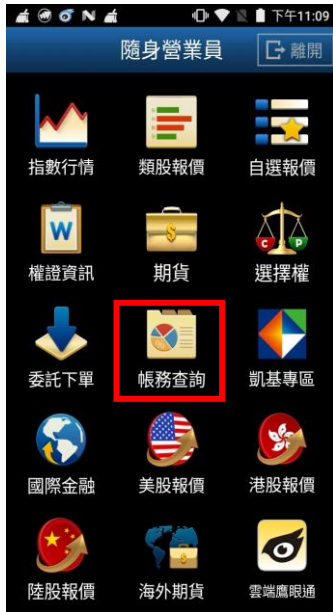 下午11:09
隨身營業員
離開
指數行情 類股報價 自選報價
W
$
C P
權證資訊 期貨 選擇權
委託下單 帳務查詢 凱基專區
國際金融 美股報價 港股報價
陸股報價 海外期貨 雲端鷹眼通